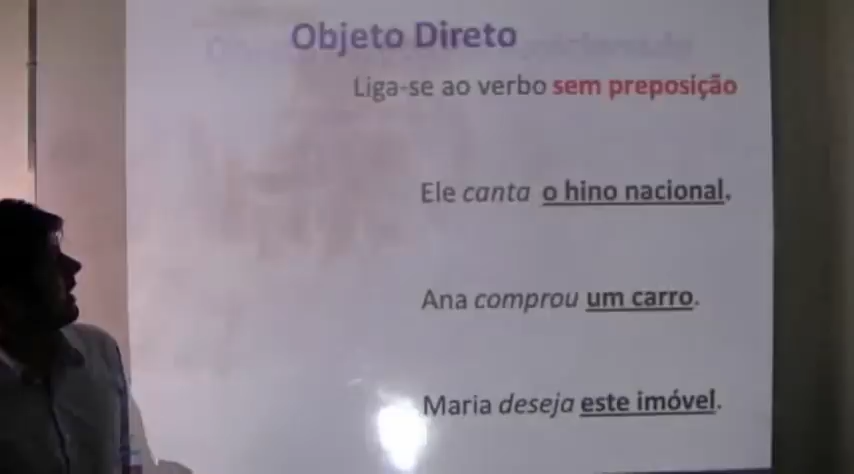 Objeto Direto
Liga-se ao verbo sem preposição
Ele canta o hino nacional.
Ana comprou um carro.
Maria deseja este imóvel.